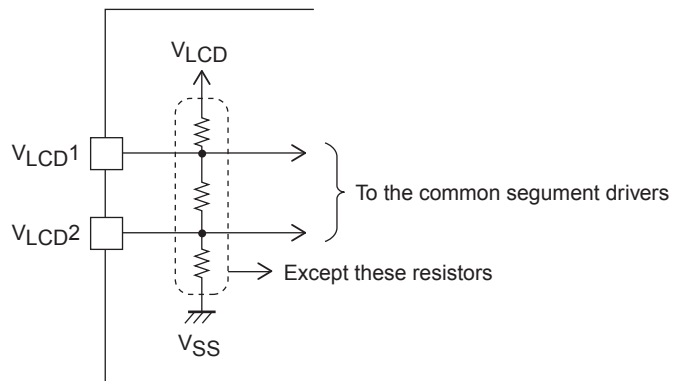 VLCD
VLCD1
To the common segument drivers
VLCD2
Except these resistors
VSS